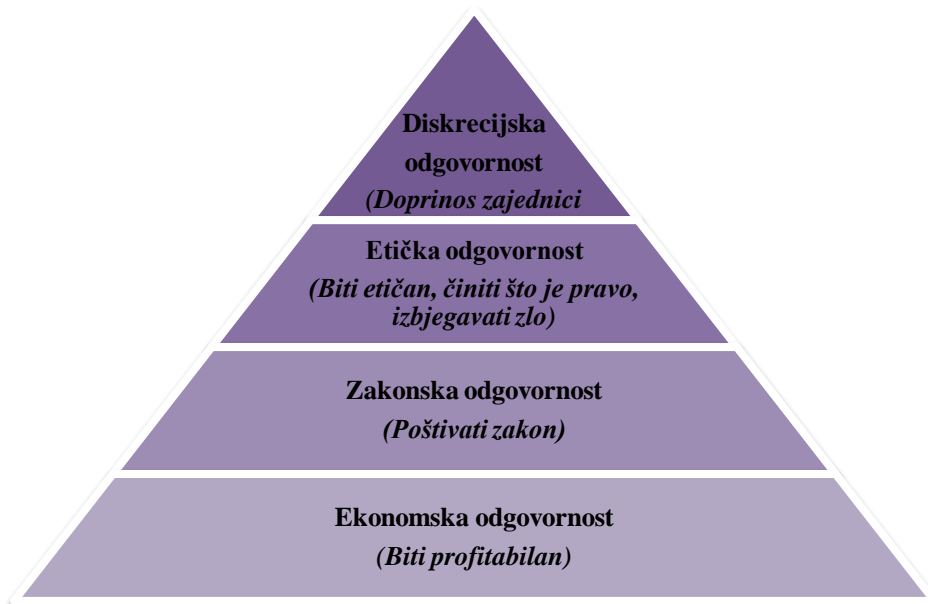 Diskrecijska
odgovornost
(Doprinos zajednici
Etička odgovornost
(Biti etičan, činiti što je pravo,
izbjegavati zlo)
Zakonska odgovornost
(Poštivati zakon)
Ekonomska odgovornost
(Biti profitabilan)